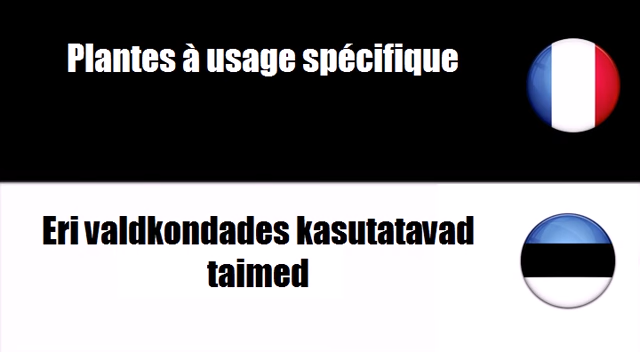 Plantes à usage spécifique
Eri valdkondades kasutatavad
taimed